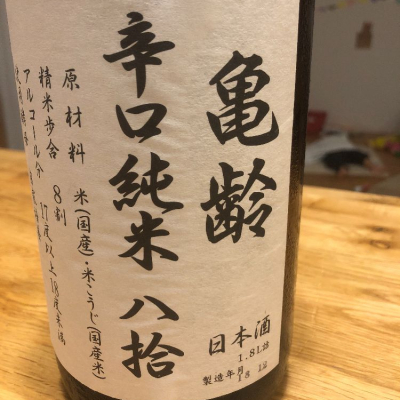 亀齢
辛口純米 八拾
原材料 米(国産)・米こうじ(国産米)
精米歩合 8割
アルコール分 17度以上18度未満
日本酒
1.8L詰
製造年月
18 12